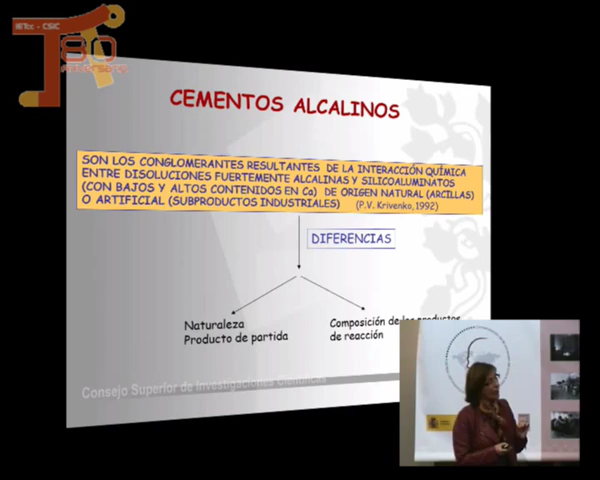 IETcc - CSIC
80
Aniversario
CEMENTOS ALCALINOS
SON LOS CONGLOMERANTES RESULTANTES DE LA INTERACCIÓN QUÍMICA
ENTRE DISOLUCIONES FUERTEMENTE ALCALINAS Y SILICOALUMINATOS
(CON BAJOS Y ALTOS CONTENIDOS EN Ca) DE ORIGEN NATURAL (ARCILLAS)
O ARTIFICIAL (SUBPRODUCTOS INDUSTRIALES) (P.V. Krivenko, 1992)
DIFERENCIAS
Naturaleza
Producto de partida
Composición de los productos
de reacción
Consejo Superior de Investigaciones Científicas